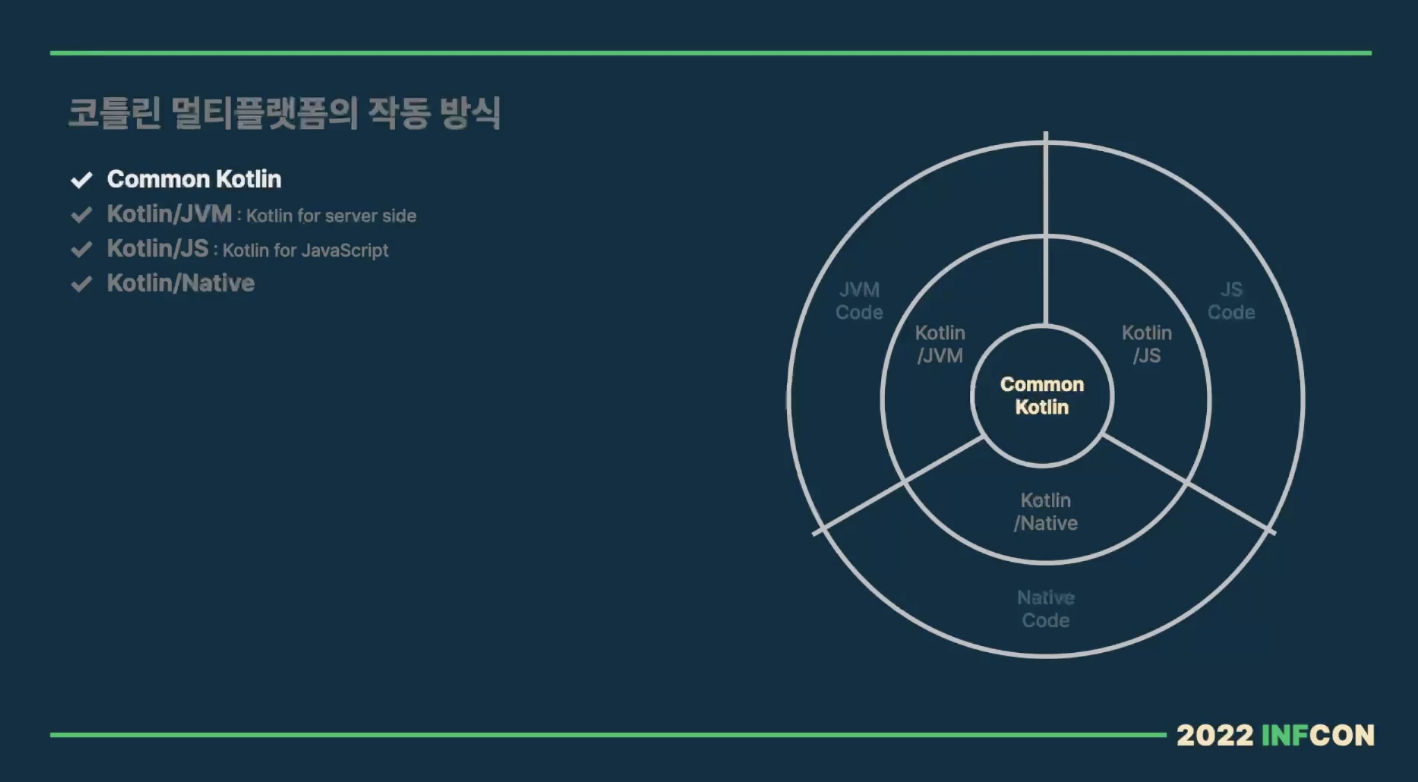 코틀린 멀티플랫폼의 작동 방식
Common Kotlin
Kotlin/JVM : Kotlin for server side
Kotlin/JS : Kotlin for JavaScript
Kotlin/Native
JVM
Code
JS
Code
Kotlin
/JVM
Kotlin
/JS
Common
Kotlin
Kotlin
/Native
Native
Code
2022 INFCON